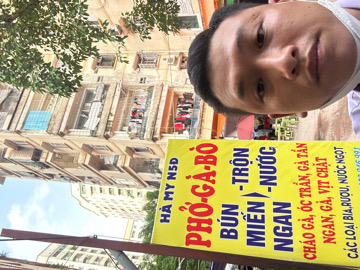 HÀ MY N5D
PHỞ-GÀ-BÒ
BÚN -TRỘN
MIẾN -NƯỚC
NGAN
CHÁO GÀ, ỐC TRẦN, GÀ TẦN
NGAN, GÀ, VỊT CHẶT
CÁC LOẠI BIA, RƯỢU, NƯỚC NGỌT